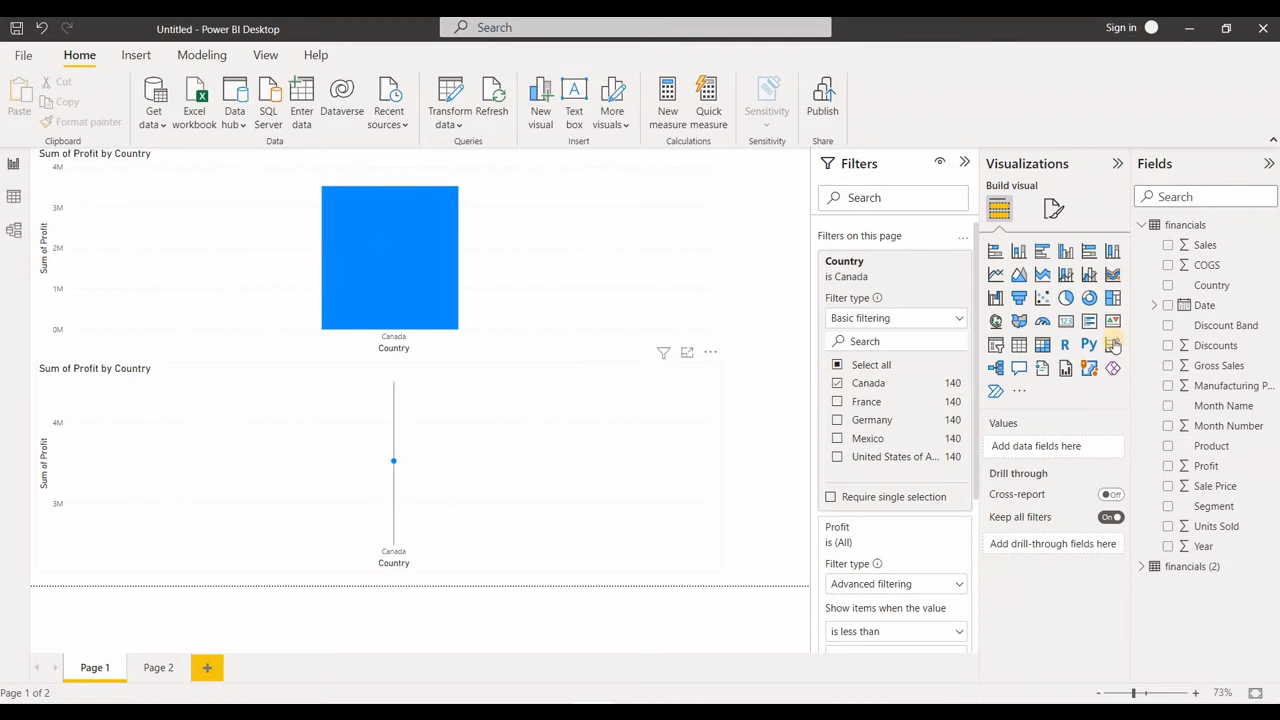 Untitled - Power BI Desktop
Search
Sign in
File Home Insert Modeling View Help
Paste
Cut
Copy
Format painter
Clipboard
Get data
Excel workbook
Data hub
SQL Server
Enter data
Dataverse
Recent sources
Data
Transform data
Refresh
Queries
New visual
Text box
More visuals
Insert
New measure
Quick measure
Calculations
Sensitivity
Sensitivity
Publish
Share
Sum of Profit by Country
4M
3M
2M
1M
0M
Sum of Profit
Canada
Country
Sum of Profit by Country
4M
3M
Sum of Profit
Canada
Country
Filters
Search
Filters on this page
Country
is Canada
Filter type
Basic filtering
Search
Select all
Canada 140
France 140
Germany 140
Mexico 140
United States of A... 140
Require single selection
Profit
is (All)
Filter type
Advanced filtering
Show items when the value
is less than
Visualizations
Build visual
123
R
Py
Values
Add data fields here
Drill through
Cross-report Off
Keep all filters On
Add drill-through fields here
Fields
Search
financials
Sales
COGS
Country
Date
Discount Band
Discounts
Gross Sales
Manufacturing P...
Month Name
Month Number
Product
Profit
Sale Price
Segment
Units Sold
Year
financials (2)
Page 1
Page 2
Page 1 of 2
73%